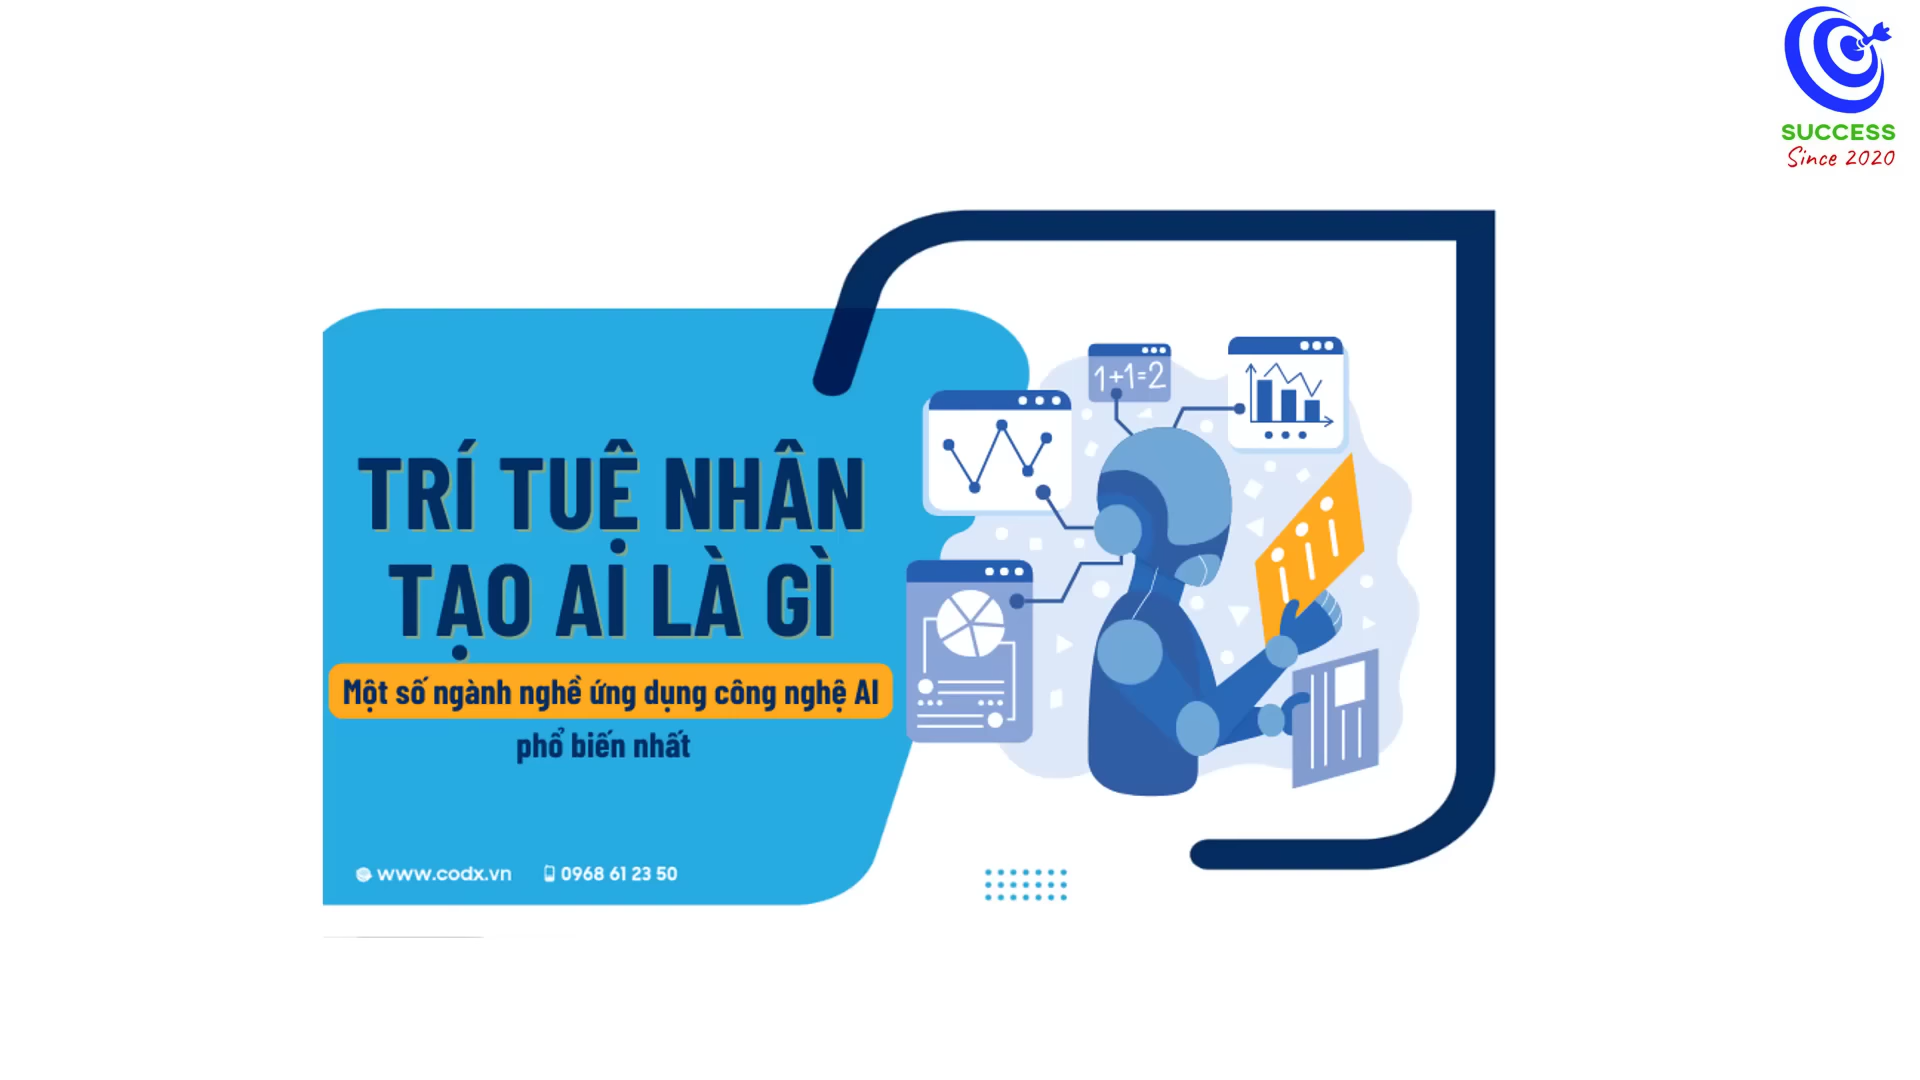 SUCCESS
Since 2020
1+1=2
TRÍ TUỆ NHÂN
TẠO AI LÀ GÌ
Một số ngành nghề ứng dụng công nghệ AI
phổ biến nhất
www.codx.vn
0968 61 23 50